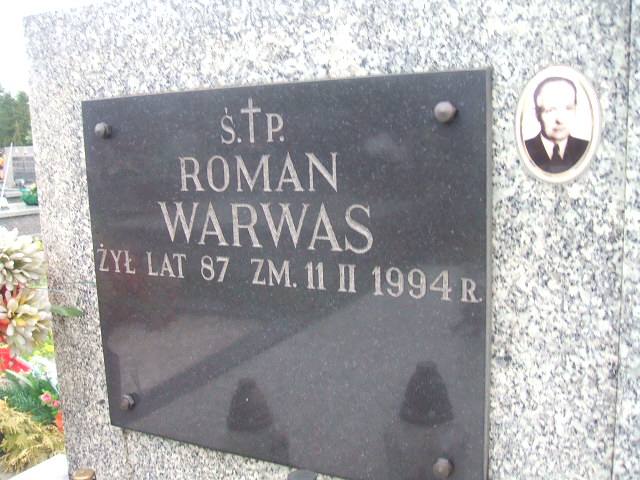 Ś.†P.
ROMAN
WARWAS
ŻYŁ LAT 87 ZM. 11 II 1994 R.